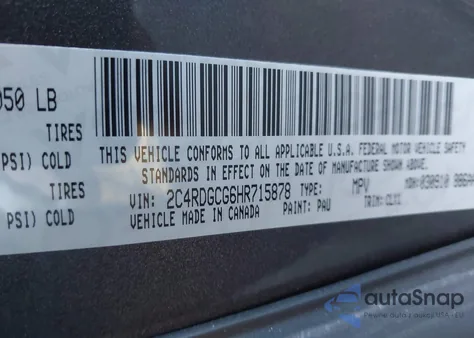 050 LB
TIRES
PSI) COLD
TIRES
PSI) COLD
THIS VEHICLE CONFORMS TO ALL APPLICABLE U.S.A. FEDERAL MOTOR VEHICLE SAFETY
STANDARDS IN EFFECT ON THE DATE OF MANUFACTURE SHOWN ABOVE.
VIN: 2C4RDGCG6HR715878 TYPE: MPV
VEHICLE MADE IN CANADA PAINT: PAU TRIM:
autoSnap